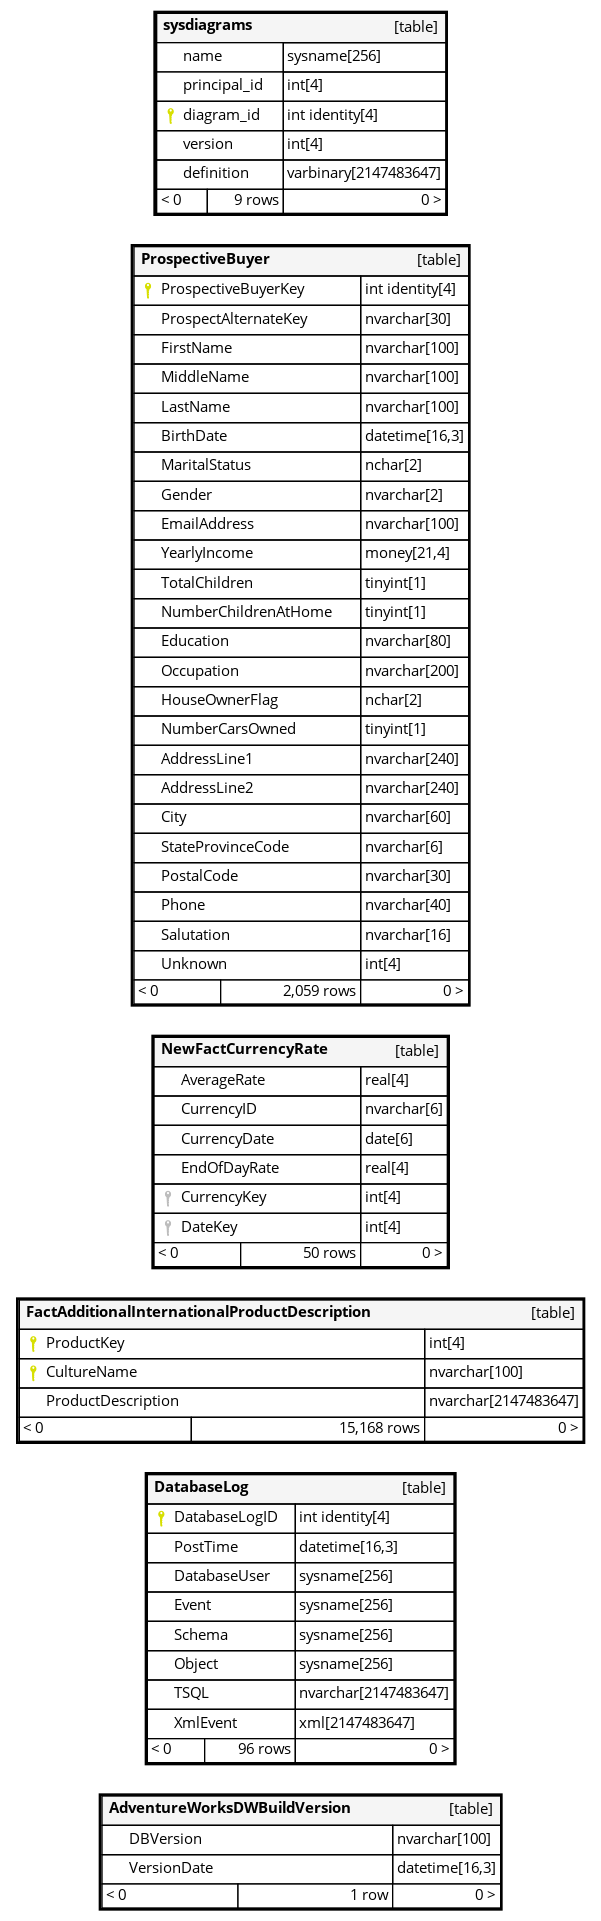 sysdiagrams [table]
name sysname[256]
principal_id int[4]
diagram_id int identity[4]
version int[4]
definition varbinary[2147483647]
< 0 9 rows 0 >
ProspectiveBuyer [table]
ProspectiveBuyerKey int identity[4]
ProspectAlternateKey nvarchar[30]
FirstName nvarchar[100]
MiddleName nvarchar[100]
LastName nvarchar[100]
BirthDate datetime[16,3]
MaritalStatus nchar[2]
Gender nvarchar[2]
EmailAddress nvarchar[100]
YearlyIncome money[21,4]
TotalChildren tinyint[1]
NumberChildrenAtHome tinyint[1]
Education nvarchar[80]
Occupation nvarchar[200]
HouseOwnerFlag nchar[2]
NumberCarsOwned tinyint[1]
AddressLine1 nvarchar[240]
AddressLine2 nvarchar[240]
City nvarchar[60]
StateProvinceCode nvarchar[6]
PostalCode nvarchar[30]
Phone nvarchar[40]
Salutation nvarchar[16]
Unknown int[4]
< 0 2,059 rows 0 >
NewFactCurrencyRate [table]
AverageRate real[4]
CurrencyID nvarchar[6]
CurrencyDate date[6]
EndOfDayRate real[4]
CurrencyKey int[4]
DateKey int[4]
< 0 50 rows 0 >
FactAdditionalInternationalProductDescription [table]
ProductKey int[4]
CultureName nvarchar[100]
ProductDescription nvarchar[2147483647]
< 0 15,168 rows 0 >
DatabaseLog [table]
DatabaseLogID int identity[4]
PostTime datetime[16,3]
DatabaseUser sysname[256]
Event sysname[256]
Schema sysname[256]
Object sysname[256]
TSQL nvarchar[2147483647]
XmlEvent xml[2147483647]
< 0 96 rows 0 >
AdventureWorksDWBuildVersion [table]
DBVersion nvarchar[100]
VersionDate datetime[16,3]
< 0 1 row 0 >